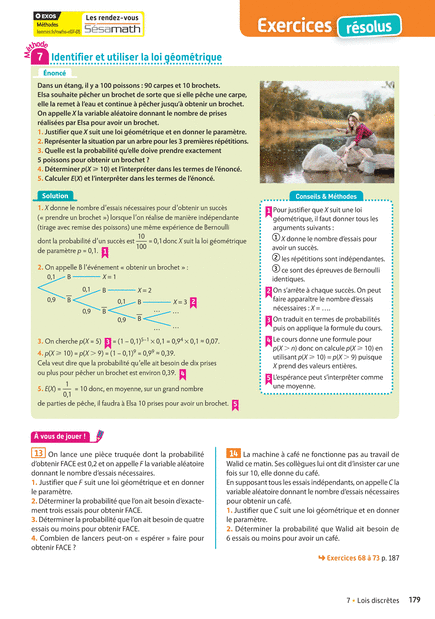 EXOS
Méthodes
Les rendez-vous
Sésamath
Exercices résolus
Méthode
7 Identifier et utiliser la loi géométrique
Énoncé
Dans un étang, il y a 100 poissons : 90 carpes et 10 brochets.
Elsa souhaite pêcher un brochet de sorte que si elle pêche une carpe,
elle la remet à l'eau et continue à pêcher jusqu'à obtenir un brochet.
On appelle X la variable aléatoire donnant le nombre de prises
réalisées par Elsa pour avoir un brochet.
1. Justifier que X suit une loi géométrique et en donner le paramètre.
2. Représenter la situation par un arbre pour les 3 premières répétitions.
3. Quelle est la probabilité qu'elle doive prendre exactement
5 poissons pour obtenir un brochet ?
4. Déterminer p(X ⩾ 10) et l'interpréter dans les termes de l'énoncé.
5. Calculer E(X) et l'interpréter dans les termes de l'énoncé.
Solution
1. X donne le nombre d'essais nécessaires pour d'obtenir un succès
(« prendre un brochet ») lorsque l'on réalise de manière indépendante
(tirage avec remise des poissons) une même expérience de Bernoulli
dont la probabilité d'un succès est 10/100 = 0,1 donc X suit la loi géométrique
de paramètre p = 0,1. 1
2. On appelle B l'événement « obtenir un brochet » :
0,1 B X = 1
0,1 B X = 2
0,9 B̅ 0,1 B X = 3 2
0,9 B̅ ... ...
0,9 B̅ ...
...
3. On cherche p(X = 5) 3 = (1 – 0,1)⁵⁻¹ × 0,1 = 0,9⁴ × 0,1 = 0,07.
4. p(X ⩾ 10) = p(X > 9) = (1 – 0,1)⁹ = 0,9⁹ = 0,39.
Cela veut dire que la probabilité qu'elle ait besoin de dix prises
ou plus pour pêcher un brochet est environ 0,39. 4
5. E(X) = 1/0,1 = 10 donc, en moyenne, sur un grand nombre
de parties de pêche, il faudra à Elsa 10 prises pour avoir un brochet. 5
Conseils & Méthodes
1 Pour justifier que X suit une loi
géométrique, il faut donner tous les
arguments suivants :
① X donne le nombre d'essais pour
avoir un succès.
② les répétitions sont indépendantes.
③ ce sont des épreuves de Bernoulli
identiques.
2 On s'arrête à chaque succès. On peut
faire apparaître le nombre d'essais
nécessaires : X = ....
3 On traduit en termes de probabilités
puis on applique la formule du cours.
4 Le cours donne une formule pour
p(X > n) donc on calcule p(X ⩾ 10) en
utilisant p(X ⩾ 10) = p(X > 9) puisque
X prend des valeurs entières.
5 L'espérance peut s'interpréter comme
une moyenne.
À vous de jouer !
13 On lance une pièce truquée dont la probabilité
d'obtenir FACE est 0,2 et on appelle F la variable aléatoire
donnant le nombre d'essais nécessaires.
1. Justifier que F suit une loi géométrique et en donner
le paramètre.
2. Déterminer la probabilité que l'on ait besoin d'exacte-
ment trois essais pour obtenir FACE.
3. Déterminer la probabilité que l'on ait besoin de quatre
essais ou moins pour obtenir FACE.
4. Combien de lancers peut-on « espérer » faire pour
obtenir FACE ?
14 La machine à café ne fonctionne pas au travail de
Walid ce matin. Ses collègues lui ont dit d'insister car une
fois sur 10, elle donne du café.
En supposant tous les essais indépendants, on appelle C la
variable aléatoire donnant le nombre d'essais nécessaires
pour obtenir un café.
1. Justifier que C suit une loi géométrique et en donner
le paramètre.
2. Déterminer la probabilité que Walid ait besoin de
6 essais ou moins pour avoir un café.
Exercices 68 à 73 p. 187
7 • Lois discrètes 179